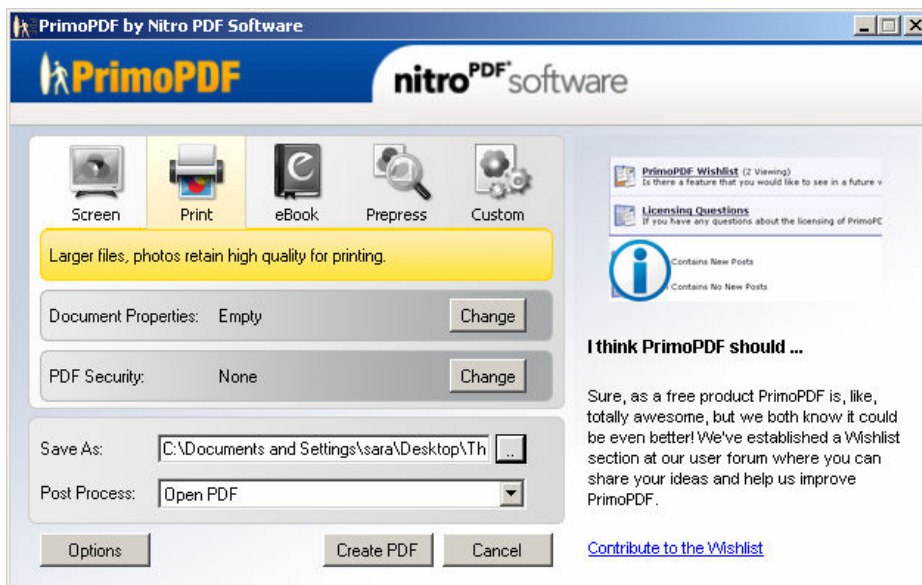 PrimoPDF by Nitro PDF Software
PrimoPDF
nitroPDF® software
Screen
Print
eBook
Prepress
Custom
Larger files, photos retain high quality for printing.
Document Properties: Empty
Change
PDF Security: None
Change
Save As: C:\Documents and Settings\sara\Desktop\Th ..
Post Process: Open PDF
Options
Create PDF
Cancel
PrimoPDF Wishlist (2 Viewing)
Is there a feature that you would like to see in a future v
Licensing Questions
If you have any questions about the licensing of PrimoPD
Contains New Posts
Contains No New Posts
I think PrimoPDF should ...
Sure, as a free product PrimoPDF is, like,
totally awesome, but we both know it could
be even better! We've established a Wishlist
section at our user forum where you can
share your ideas and help us improve
PrimoPDF.
Contribute to the Wishlist